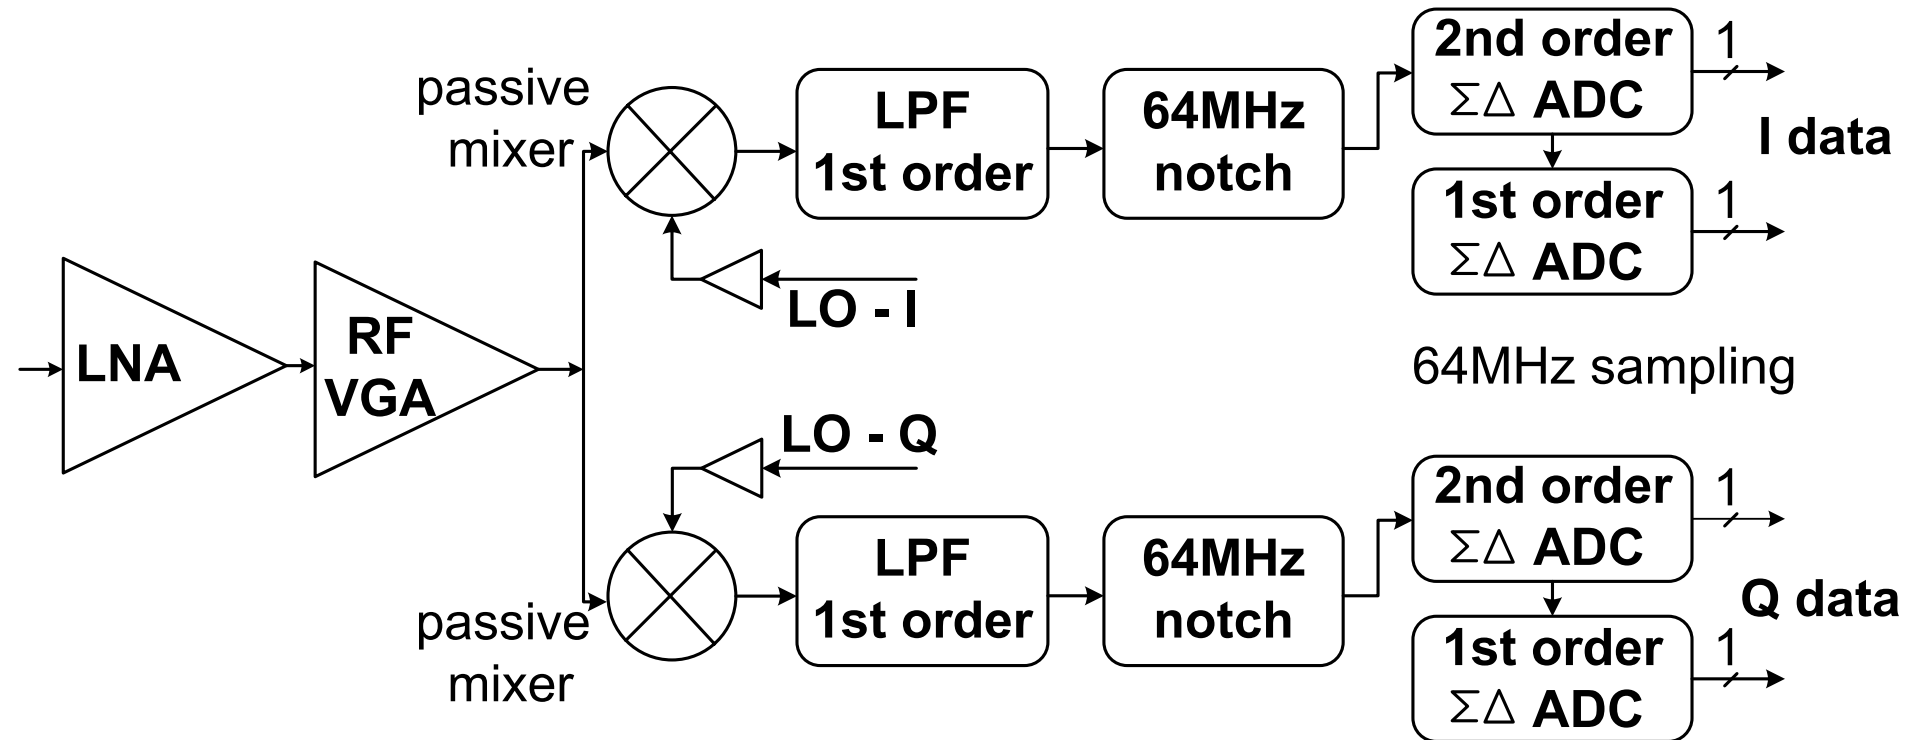 passive
mixer
LPF
1st order
64MHz
notch
2nd order
ΣΔ ADC
1
I data
1st order
ΣΔ ADC
1
LO - I
LNA
RF
VGA
64MHz sampling
LO - Q
passive
mixer
LPF
1st order
64MHz
notch
2nd order
ΣΔ ADC
1
Q data
1st order
ΣΔ ADC
1